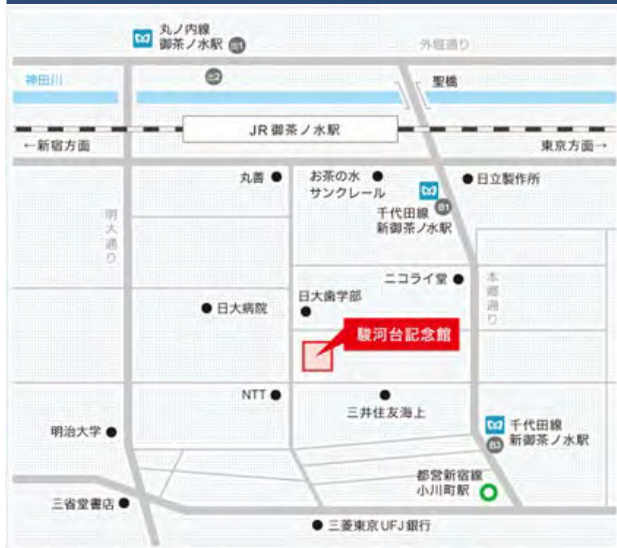 丸ノ内線
御茶ノ水駅
外堀通り
神田川
聖橋
JR御茶ノ水駅
←新宿方面
東京方面→
丸善
お茶の水
サンクレール
日立製作所
B1
千代田線
新御茶ノ水駅
明大通り
ニコライ堂
本郷通り
日大歯学部
日大病院
駿河台記念館
NTT
三井住友海上
明治大学
千代田線
B3
新御茶ノ水駅
都営新宿線
小川町駅
三省堂書店
三菱東京UFJ銀行